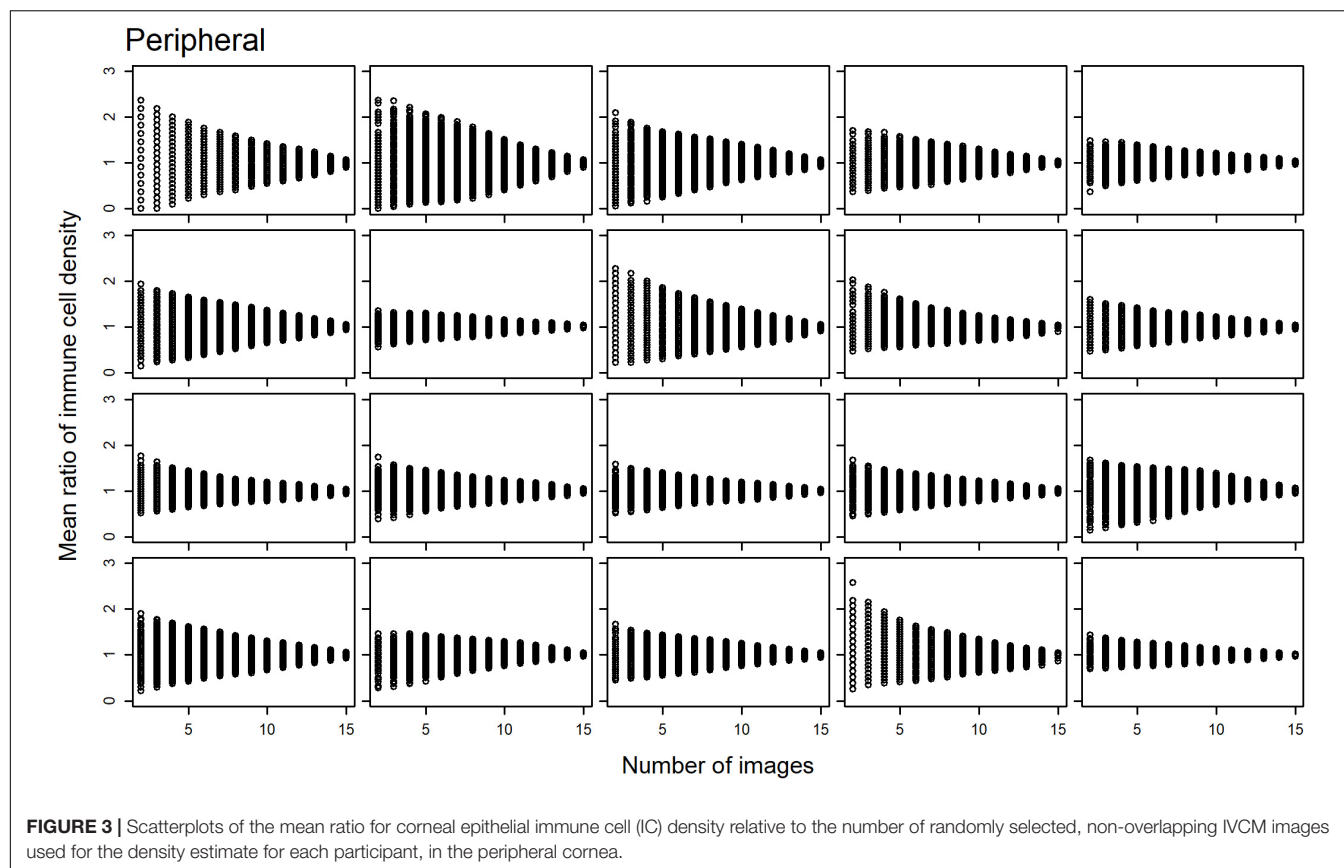 Peripheral
3
2
1
0
3
2
1
0
3
2
1
0
3
2
1
0
Mean ratio of immune cell density
5 10 15 5 10 15 5 10 15 5 10 15 5 10 15
Number of images
FIGURE 3 | Scatterplots of the mean ratio for corneal epithelial immune cell (IC) density relative to the number of randomly selected, non-overlapping IVCM images
used for the density estimate for each participant, in the peripheral cornea.